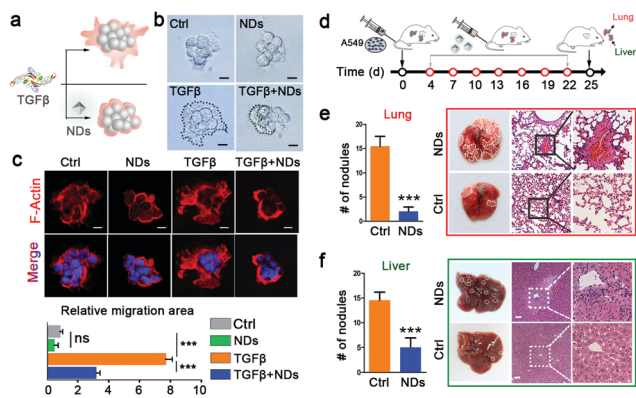 a
TGFβ
NDs
b
Ctrl
NDs
TGFβ
TGFβ+NDs
c
Ctrl
NDs
TGFβ
TGFβ+NDs
F-Actin
Merge
Relative migration area
ns
***
***
0 2 4 6 8 10
Ctrl
NDs
TGFβ
TGFβ+NDs
d
A549
Lung
Liver
Time (d)
0 4 7 10 13 16 19 22 25
e
Lung
# of nodules
20
15
10
5
0
***
Ctrl NDs
NDs
Ctrl
f
Liver
# of nodules
20
15
10
5
0
***
Ctrl NDs
NDs
Ctrl